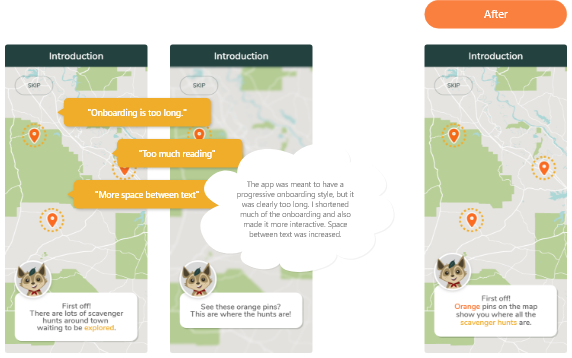 After
Introduction
SKIP
"Onboarding is too long."
"Too much reading"
"More space between text"
First off!
There are lots of scavenger
hunts around town
waiting to be explored.
Introduction
SKIP
See these orange pins?
This are where the hunts are!
The app was meant to have a
progressive onboarding style, but it
was clearly too long. I shortened
much of the onboarding and also
made it more interactive. Space
between text was increased.
Introduction
SKIP
First off!
Orange pins on the map
show you where all the
scavenger hunts are.